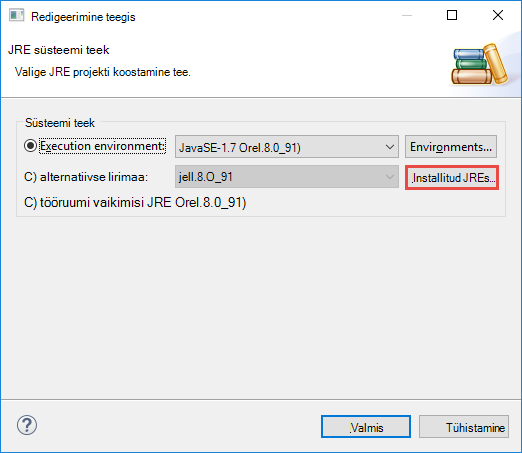 Redigeerimine teegis
JRE süsteemi teek
Valige JRE projekti koostamine tee.
Süsteemi teek
Execution environment: JavaSE-1.7 Orel.8.0_91) Environments...
C) alternatiivse lirimaa: jell.8.O_91 .Installitud JREs...
C) tööruumi vaikimisi JRE Orel.8.0_91)
? .Valmis Tühistamine